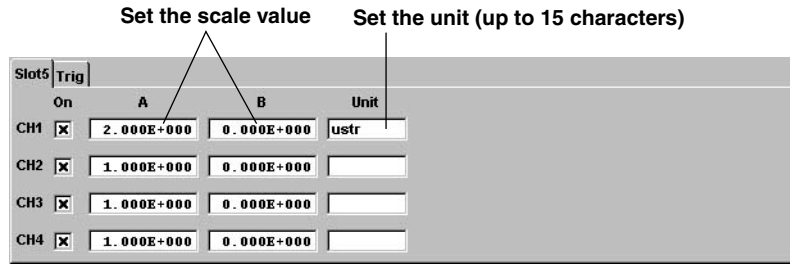 Set the scale value Set the unit (up to 15 characters)
Slot5 Trig
On A B Unit
CH1 2.000E+000 0.000E+000 ustr
CH2 1.000E+000 0.000E+000
CH3 1.000E+000 0.000E+000
CH4 1.000E+000 0.000E+000